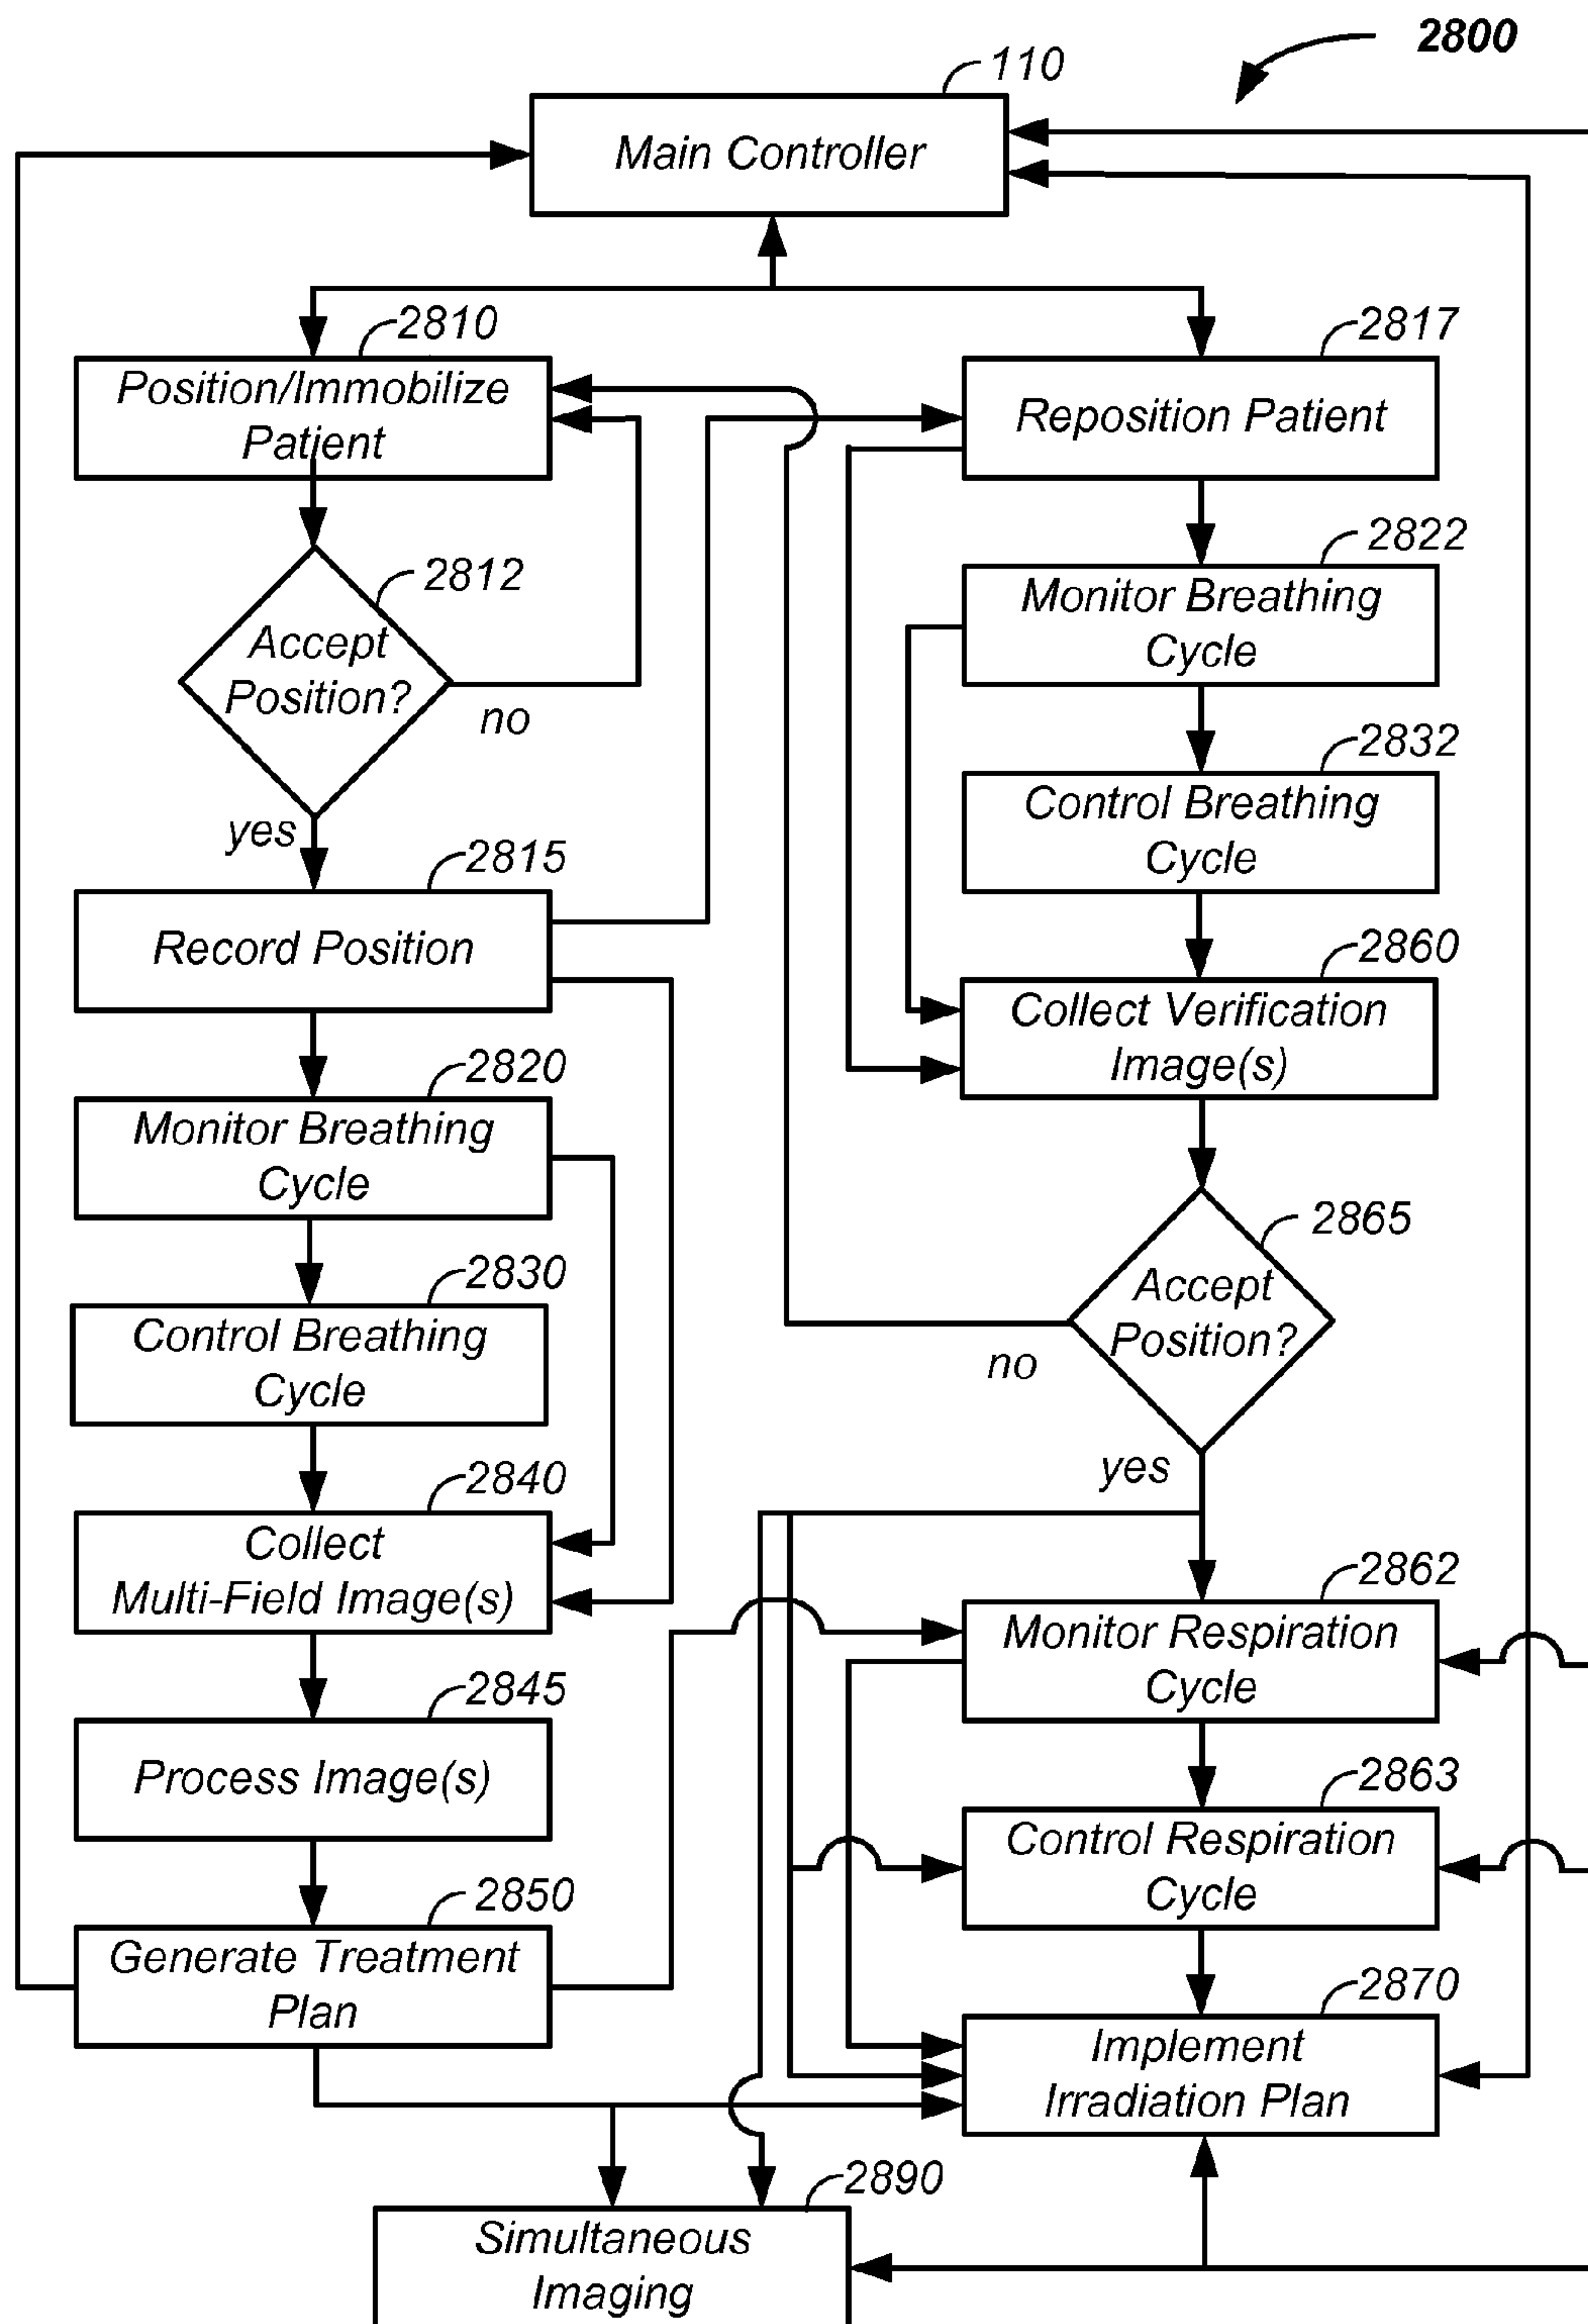 2800
110
Main Controller
2810
Position/Immobilize
Patient
2812
Accept
Position?
no
yes
2815
Record Position
2820
Monitor Breathing
Cycle
2830
Control Breathing
Cycle
2840
Collect
Multi-Field Image(s)
2845
Process Image(s)
2850
Generate Treatment
Plan
2817
Reposition Patient
2822
Monitor Breathing
Cycle
2832
Control Breathing
Cycle
2860
Collect Verification
Image(s)
2865
Accept
Position?
no
yes
2862
Monitor Respiration
Cycle
2863
Control Respiration
Cycle
2870
Implement
Irradiation Plan
2890
Simultaneous
Imaging